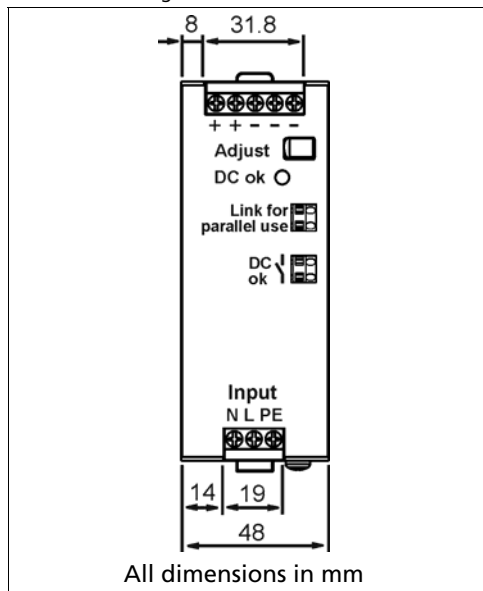 8 31.8
+ + - - -
Adjust
DC ok
Link for
parallel use
DC
ok
Input
N L PE
14 19
48
All dimensions in mm